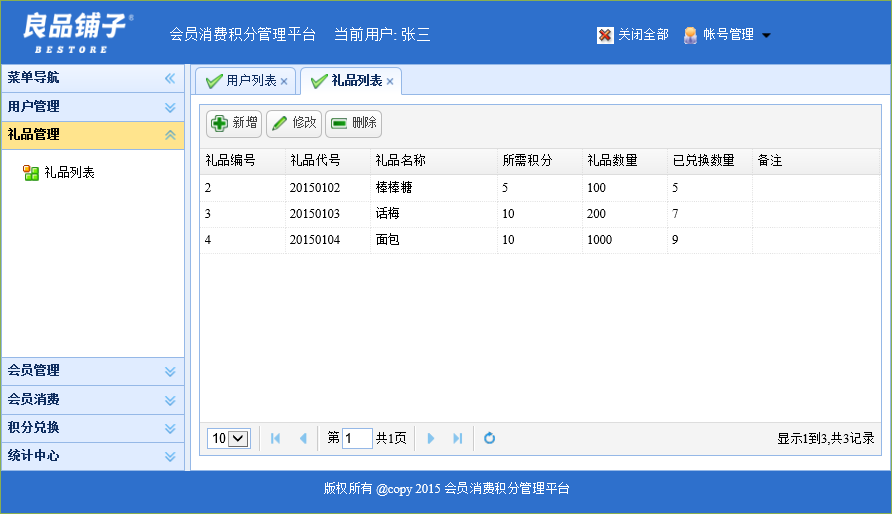 良品铺子®
BESTORE
会员消费积分管理平台 当前用户: 张三
关闭全部 帐号管理
菜单导航
用户管理
礼品管理
礼品列表
会员管理
会员消费
积分兑换
统计中心
用户列表 × 礼品列表 ×
新增 修改 删除
礼品编号 礼品代号 礼品名称 所需积分 礼品数量 已兑换数量 备注
2 20150102 棒棒糖 5 100 5
3 20150103 话梅 10 200 7
4 20150104 面包 10 1000 9
10 第 1 共1页 显示1到3,共3记录
版权所有 @copy 2015 会员消费积分管理平台